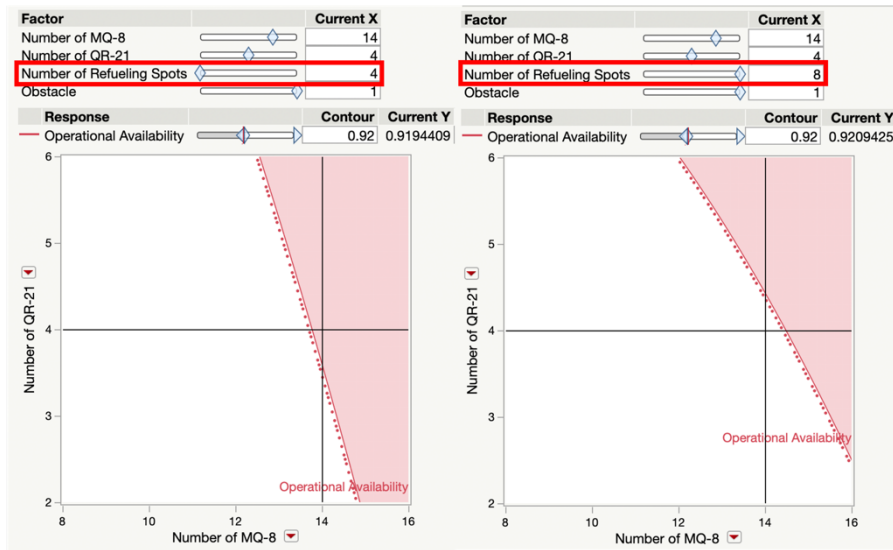 Factor Current X
Number of MQ-8 14
Number of QR-21 4
Number of Refueling Spots 4
Obstacle 1
Response Contour Current Y
Operational Availability 0.92 0.9194409
6
5
4
3
2
Number of QR-21
Operational Availability
8 10 12 14 16
Number of MQ-8
Factor Current X
Number of MQ-8 14
Number of QR-21 4
Number of Refueling Spots 8
Obstacle 1
Response Contour Current Y
Operational Availability 0.92 0.9209425
6
5
4
3
2
Number of QR-21
Operational Availability
8 10 12 14 16
Number of MQ-8